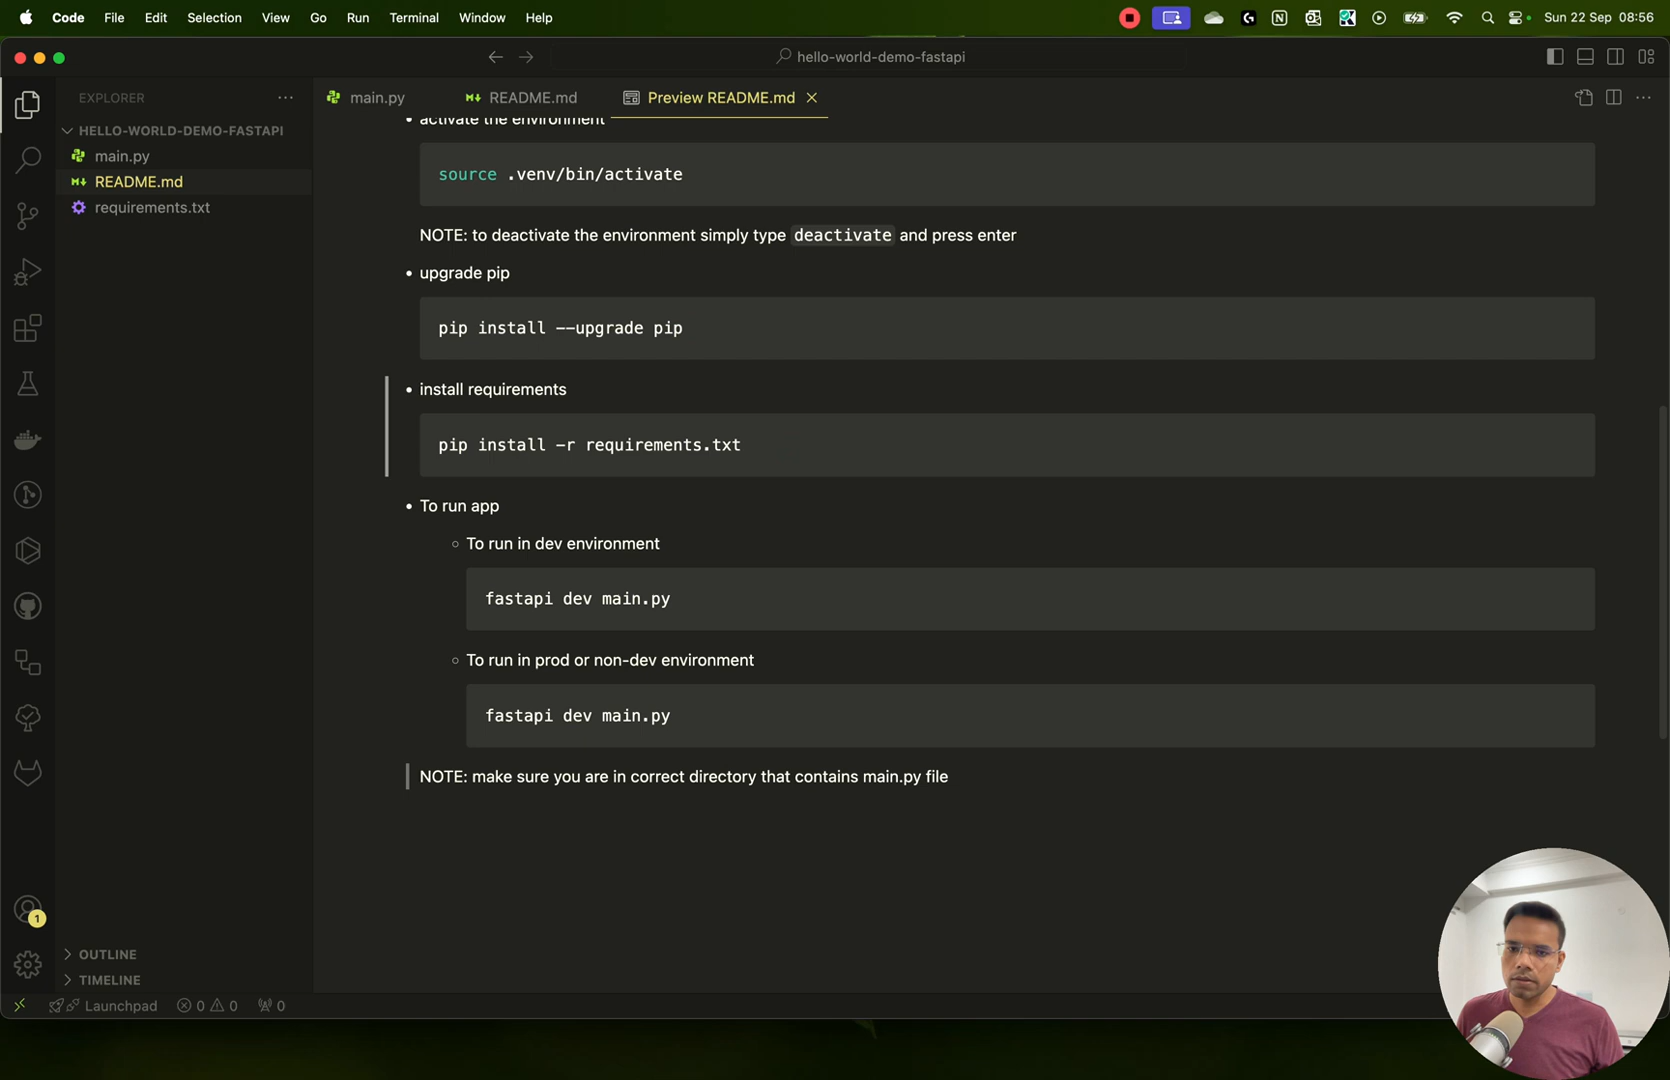 Code File Edit Selection View Go Run Terminal Window Help Sun 22 Sep 08:56
hello-world-demo-fastapi
EXPLORER
main.py README.md Preview README.md
HELLO-WORLD-DEMO-FASTAPI
main.py
README.md
requirements.txt
OUTLINE
TIMELINE
activate the environment
source .venv/bin/activate
NOTE: to deactivate the environment simply type deactivate and press enter
upgrade pip
pip install --upgrade pip
install requirements
pip install -r requirements.txt
To run app
To run in dev environment
fastapi dev main.py
To run in prod or non-dev environment
fastapi dev main.py
NOTE: make sure you are in correct directory that contains main.py file
1
Launchpad 0 0 0